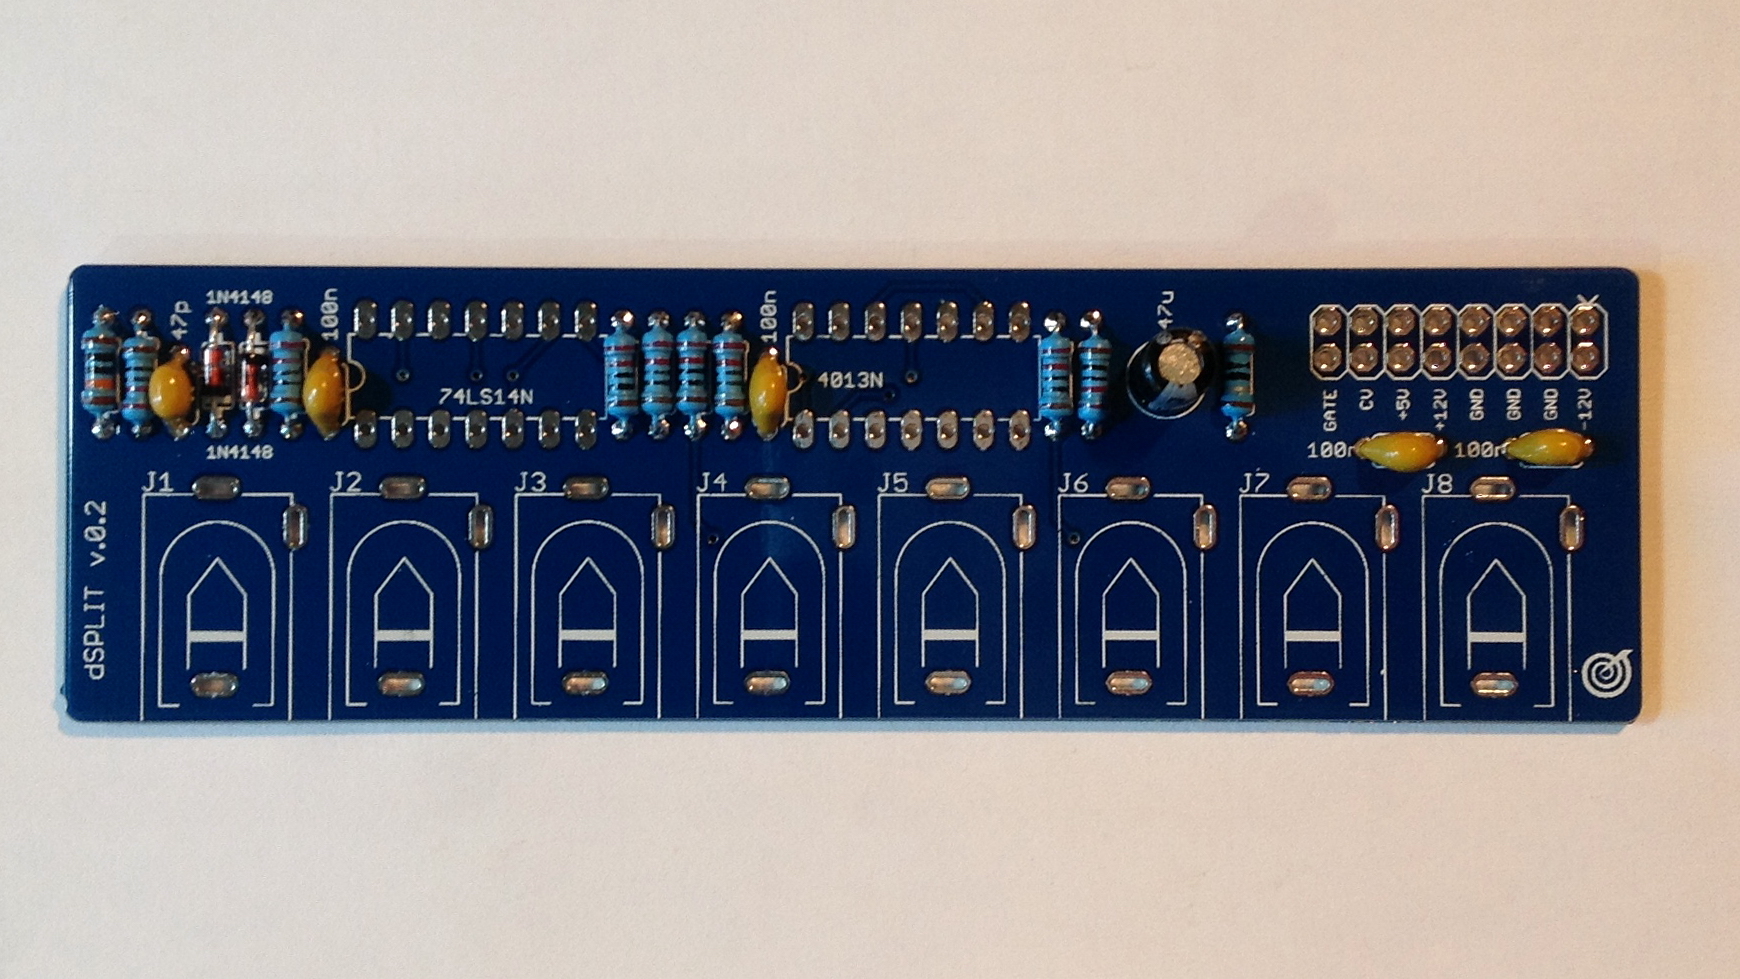 47p
1N4148
1N4148
100n
74LS14N
100n
4013N
47u
GATE
CV
+5V
+12V
GND
GND
GND
-12V
100n
100n
J1
J2
J3
J4
J5
J6
J7
J8
dSPLIT v.0.2